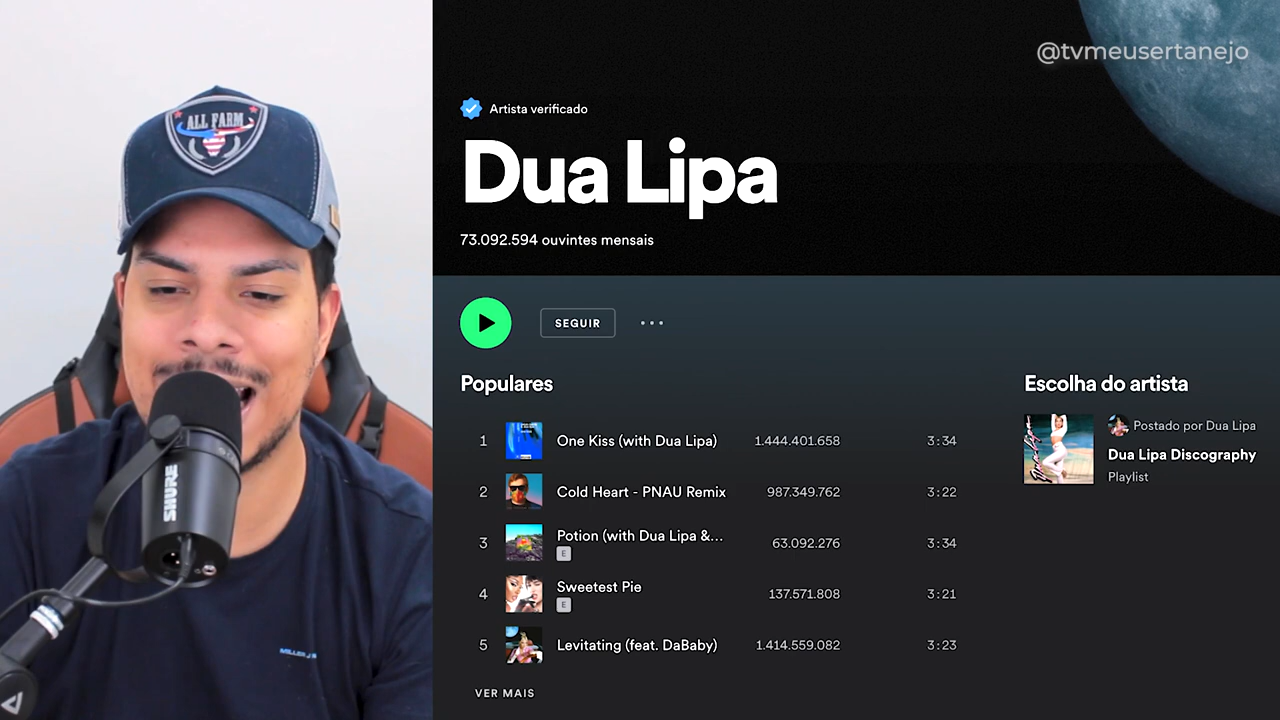 @tvmeusertanejo
ALL FARM
SHURE
Artista verificado
Dua Lipa
73.092.594 ouvintes mensais
SEGUIR
Populares
1 One Kiss (with Dua Lipa) 1.444.401.658 3:34
2 Cold Heart - PNAU Remix 987.349.762 3:22
3 Potion (with Dua Lipa &... 63.092.276 3:34
E
4 Sweetest Pie 137.571.808 3:21
E
5 Levitating (feat. DaBaby) 1.414.559.082 3:23
VER MAIS
Escolha do artista
Postado por Dua Lipa
Dua Lipa Discography
Playlist